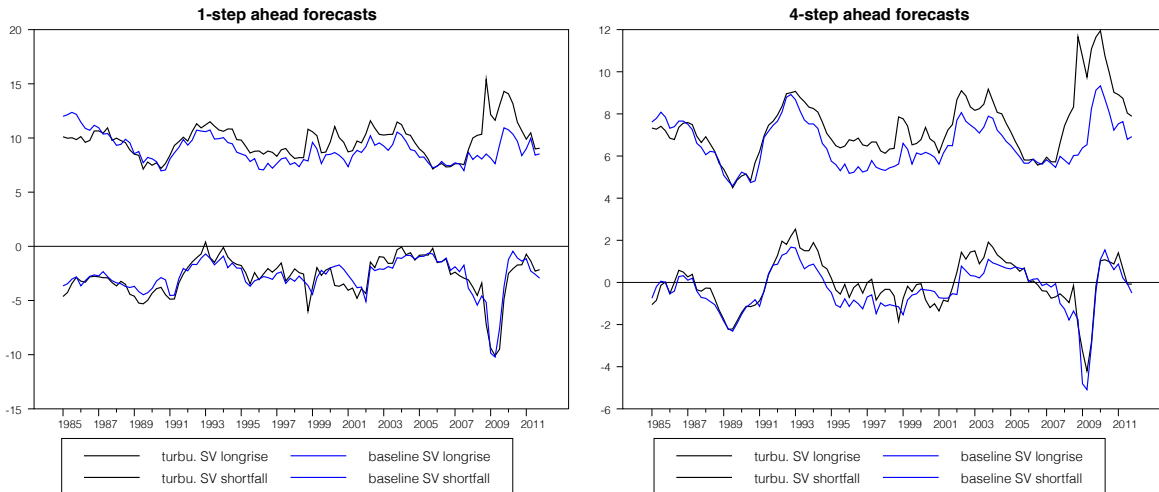 1-step ahead forecasts
20
15
10
5
0
-5
-10
-15
1985 1987 1989 1991 1993 1995 1997 1999 2001 2003 2005 2007 2009 2011
turbu. SV longrise baseline SV longrise
turbu. SV shortfall baseline SV shortfall
4-step ahead forecasts
12
10
8
6
4
2
0
-2
-4
-6
1985 1987 1989 1991 1993 1995 1997 1999 2001 2003 2005 2007 2009 2011
turbu. SV longrise baseline SV longrise
turbu. SV shortfall baseline SV shortfall